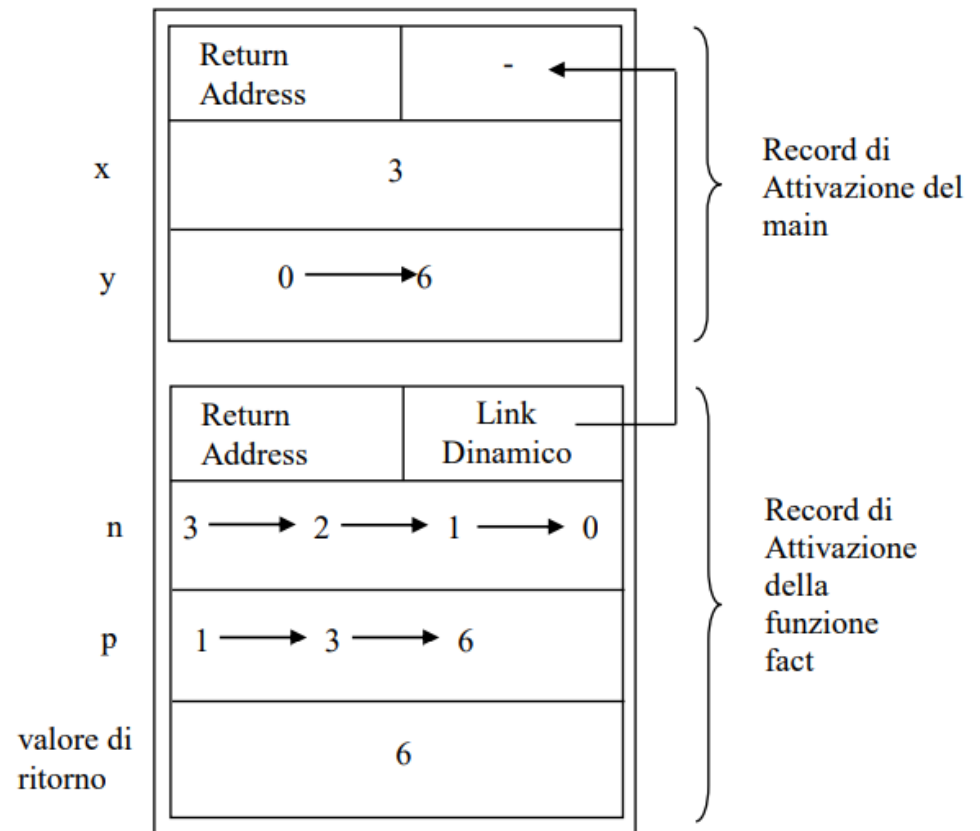 Return
Address
-
x
3
y
0 6
Record di
Attivazione del
main
Return
Address
Link
Dinamico
n
3 2 1 0
p
1 3 6
valore di
ritorno
6
Record di
Attivazione
della
funzione
fact